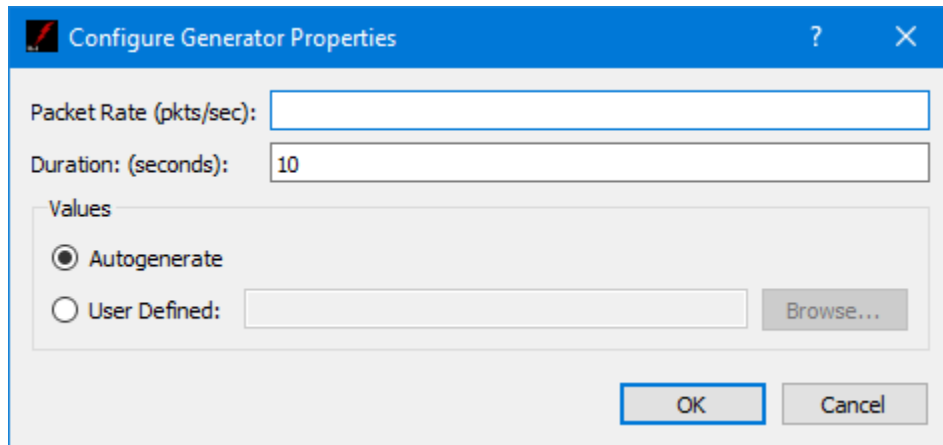 Configure Generator Properties ?
Packet Rate (pkts/sec):
Duration: (seconds): 10
Values
Autogenerate
User Defined: Browse...
OK Cancel